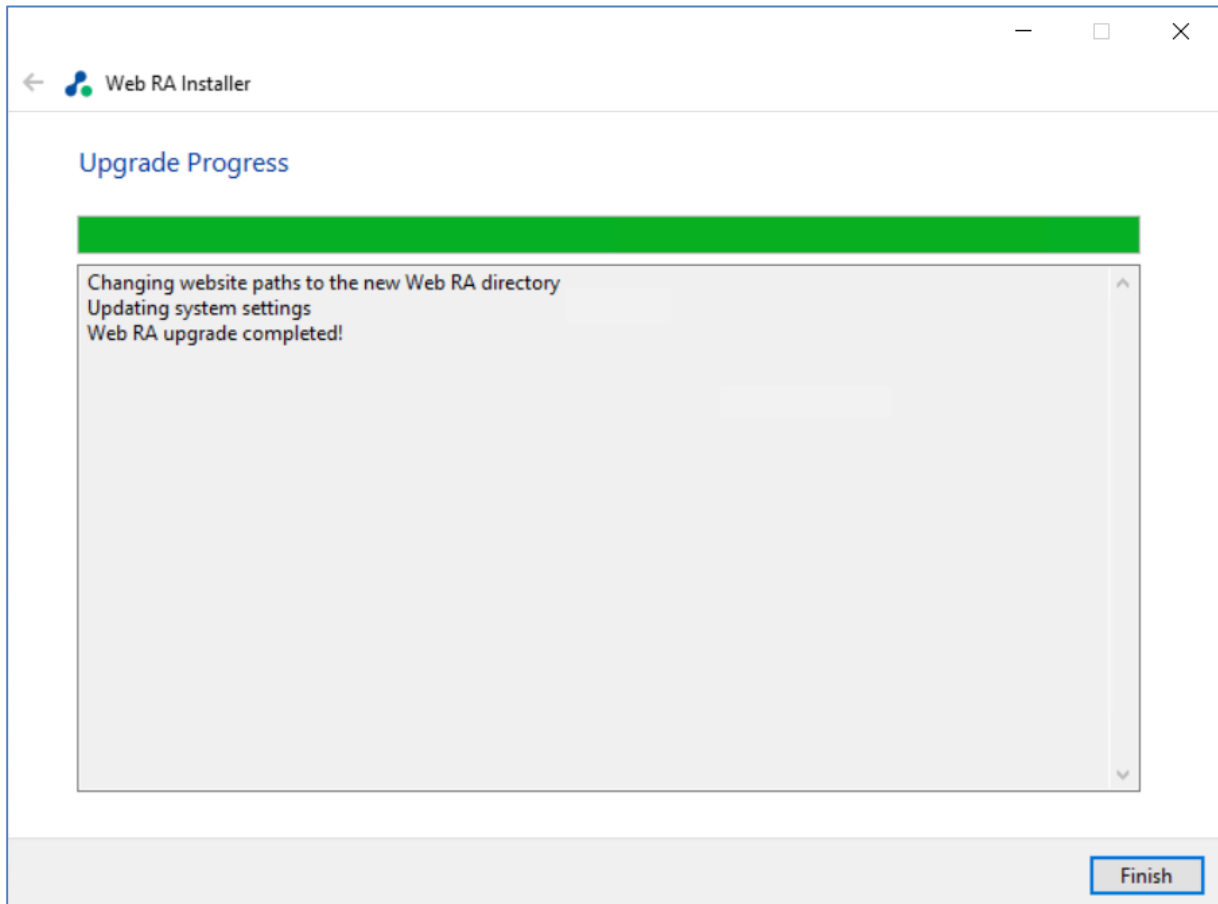 Web RA Installer
Upgrade Progress
Changing website paths to the new Web RA directory
Updating system settings
Web RA upgrade completed!
Finish